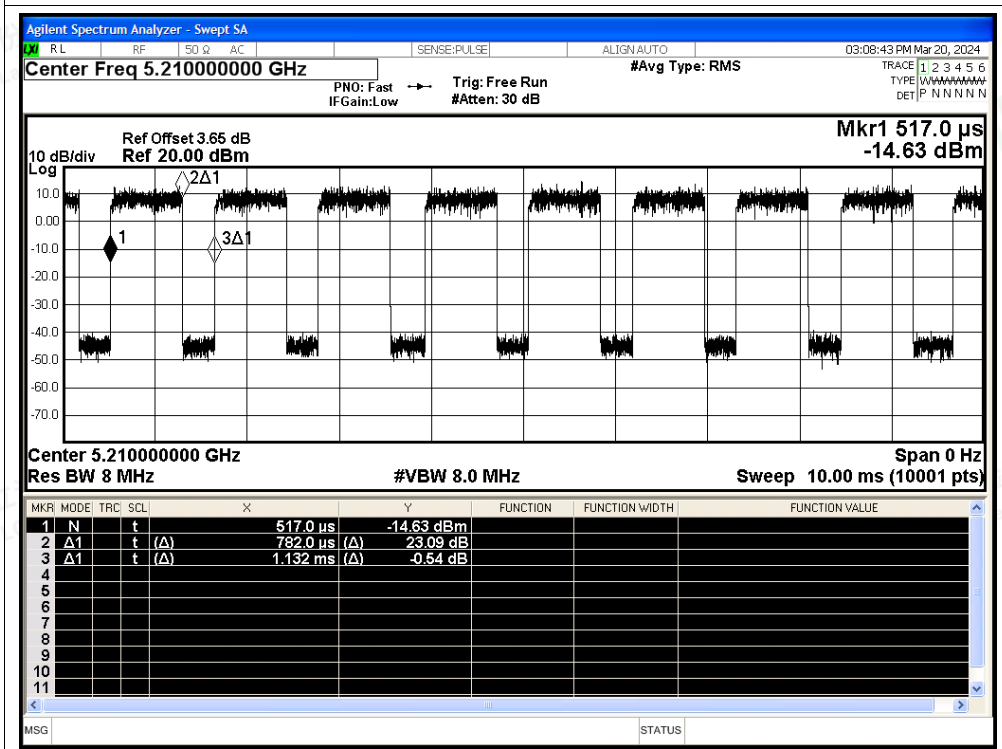 Agilent Spectrum Analyzer - Swept SA
LXI RL RF 50 Ω AC SENSE:PULSE ALIGN AUTO 03:08:43 PM Mar 20, 2024
Center Freq 5.210000000 GHz #Avg Type: RMS TRACE 1 2 3 4 5 6
PNO: Fast Trig: Free Run TYPE WWWWWW
IFGain:Low #Atten: 30 dB DET P N N N N N
Mkr1 517.0 µs
Ref Offset 3.65 dB
10 dB/div Ref 20.00 dBm -14.63 dBm
Log
2Δ1
10.0
0.00
1 3Δ1
-10.0
-20.0
-30.0
-40.0
-50.0
-60.0
-70.0
Center 5.210000000 GHz Span 0 Hz
Res BW 8 MHz #VBW 8.0 MHz Sweep 10.00 ms (10001 pts)
MKR MODE TRC SCL X Y FUNCTION FUNCTION WIDTH FUNCTION VALUE
1 N t 517.0 µs -14.63 dBm
2 Δ1 t (Δ) 782.0 µs (Δ) 23.09 dB
3 Δ1 t (Δ) 1.132 ms (Δ) -0.54 dB
4
5
6
7
8
9
10
11
MSG STATUS